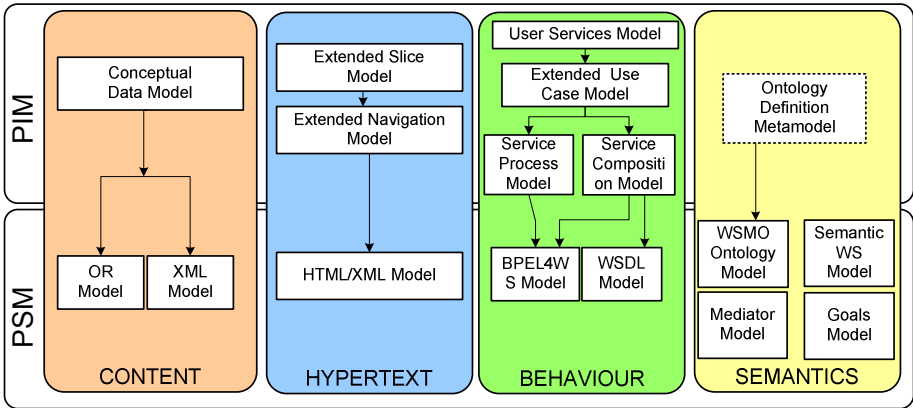 PIM
Conceptual
Data Model
OR
Model
XML
Model
CONTENT
Extended Slice
Model
Extended Navigation
Model
HTML/XML Model
HYPERTEXT
User Services Model
Extended Use
Case Model
Service
Process
Model
Service
Compositi
on Model
BPEL4W
S Model
WSDL
Model
BEHAVIOUR
Ontology
Definition
Metamodel
WSMO
Ontology
Model
Semantic
WS
Model
Mediator
Model
Goals
Model
SEMANTICS
PSM